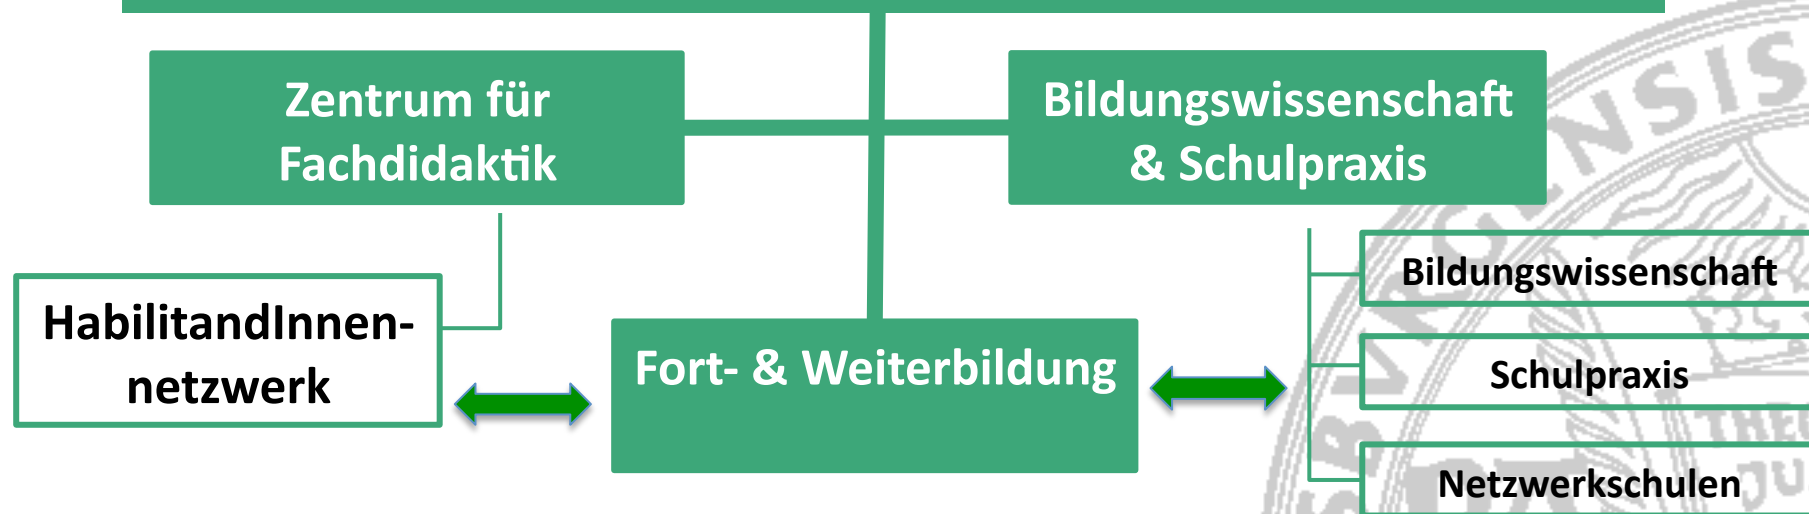 Zentrum für
Fachdidaktik
Bildungswissenschaft
& Schulpraxis
HabilitandInnen-
netzwerk
Fort- & Weiterbildung
Bildungswissenschaft
Schulpraxis
Netzwerkschulen